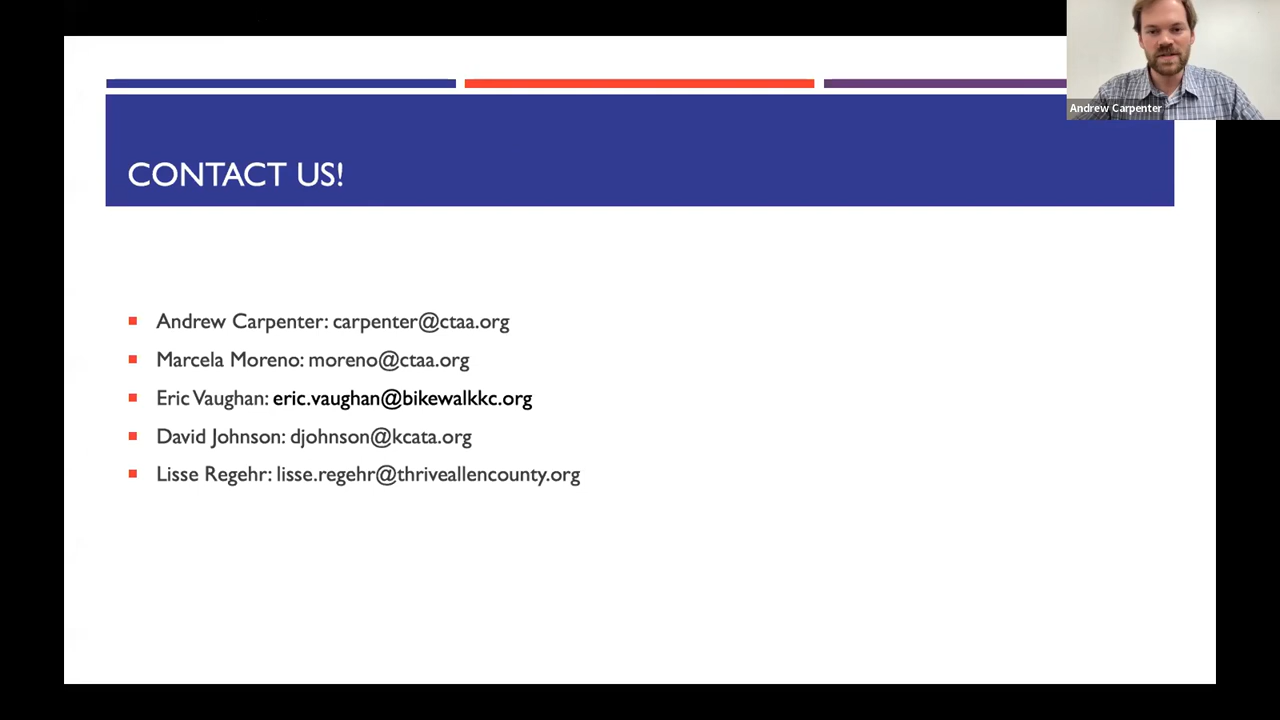 Andrew Carpenter
CONTACT US!
Andrew Carpenter: carpenter@ctaa.org
Marcela Moreno: moreno@ctaa.org
Eric Vaughan: eric.vaughan@bikewalkkc.org
David Johnson: djohnson@kcata.org
Lisse Regehr: lisse.regehr@thriveallencounty.org